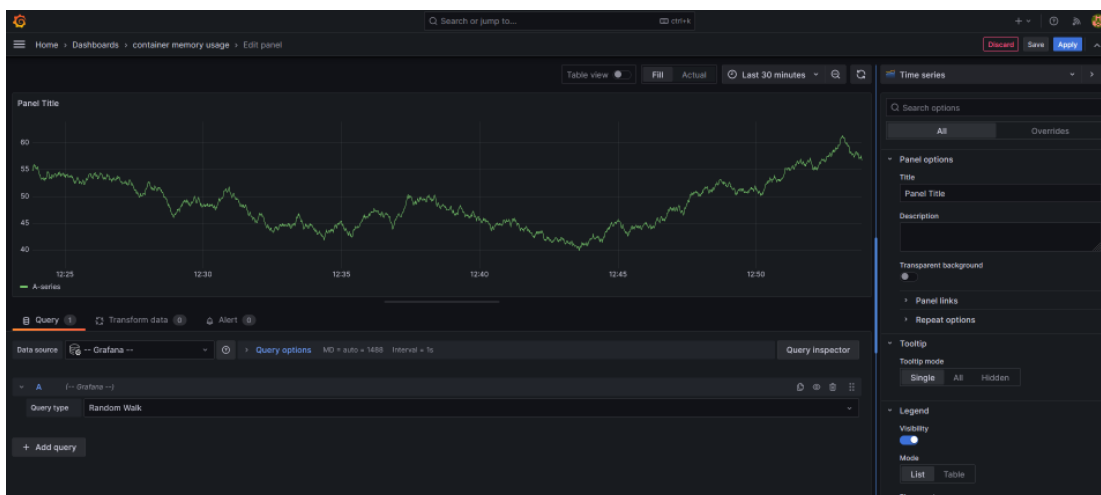 Search or jump to... ctrl+k
Home › Dashboards › container memory usage › Edit panel Discard Save Apply
Table view Fill Actual Last 30 minutes
Time series
Panel Title
Search options
All Overrides
60
55
50
45
40
12:25 12:30 12:35 12:40 12:45 12:50
A-series
Panel options
Title
Panel Title
Description
Transparent background
Panel links
Repeat options
Query 1 Transform data 0 Alert 0
Data source -- Grafana -- Query options MD = auto = 1488 Interval = 1s Query inspector
A (-- Grafana --)
Query type Random Walk
+ Add query
Tooltip
Tooltip mode
Single All Hidden
Legend
Visibility
Mode
List Table